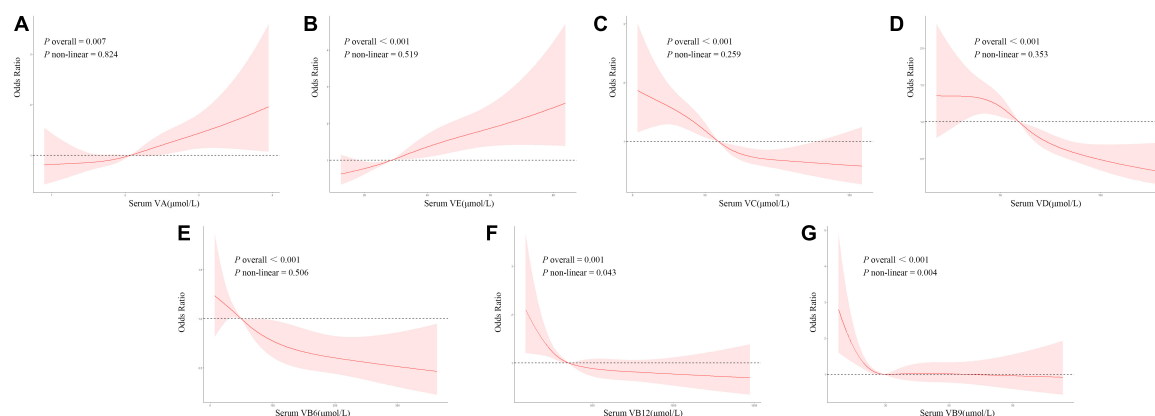 A
P overall = 0.007
P non-linear = 0.824
Odds Ratio
Serum VA(μmol/L)
B
P overall < 0.001
P non-linear = 0.519
Odds Ratio
Serum VE(μmol/L)
C
P overall < 0.001
P non-linear = 0.259
Odds Ratio
Serum VC(μmol/L)
D
P overall < 0.001
P non-linear = 0.353
Odds Ratio
Serum VD(μmol/L)
E
P overall < 0.001
P non-linear = 0.506
Odds Ratio
Serum VB6(μmol/L)
F
P overall = 0.001
P non-linear = 0.043
Odds Ratio
Serum VB12(μmol/L)
G
P overall < 0.001
P non-linear = 0.004
Odds Ratio
Serum VB9(μmol/L)